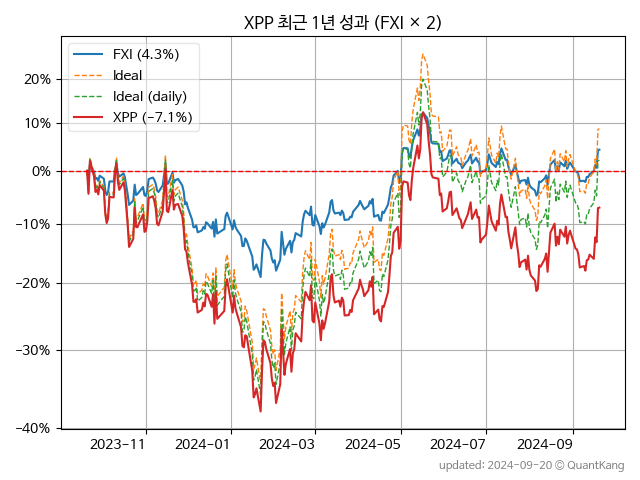 XPP 최근 1년 성과 (FXI × 2)
FXI (4.3%)
Ideal
Ideal (daily)
XPP (−7.1%)
20%
10%
0%
−10%
−20%
−30%
−40%
2023−11
2024−01
2024−03
2024−05
2024−07
2024−09
updated: 2024-09-20 © QuantKang